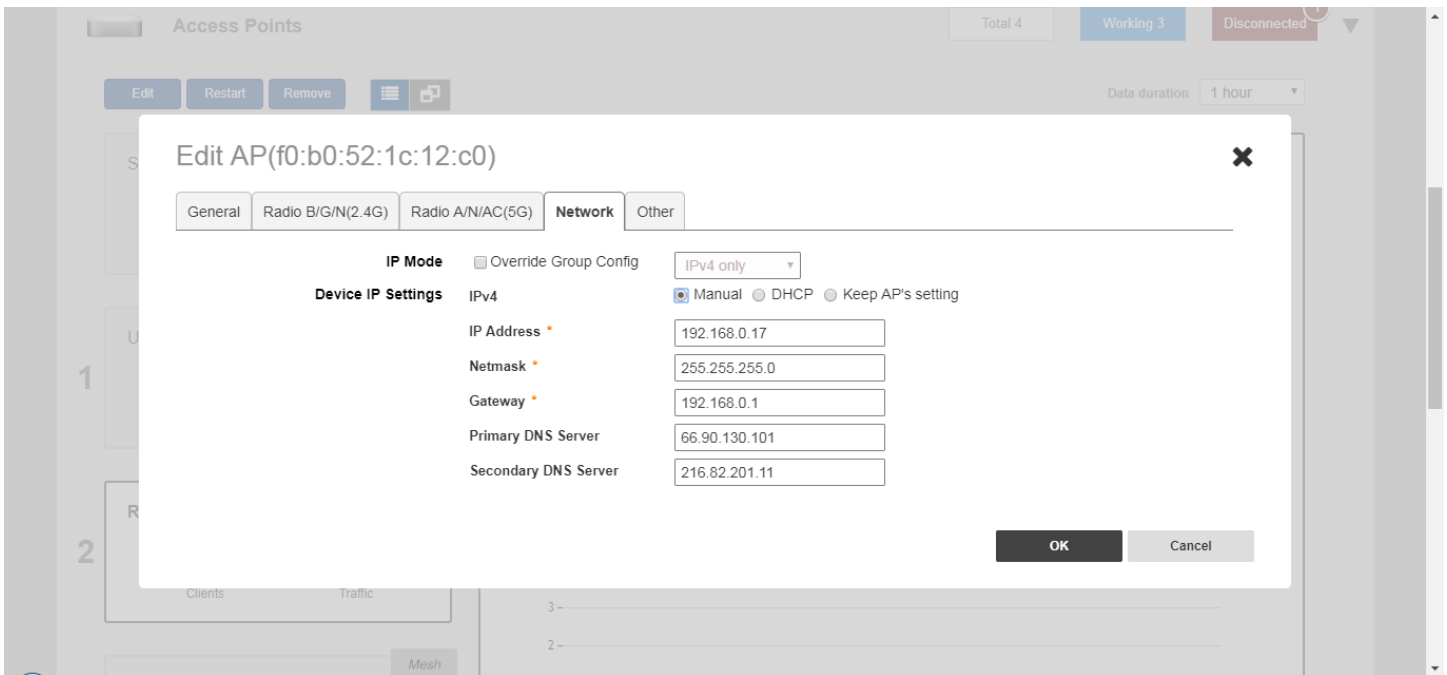 Access Points
Total 4
Working 3
Disconnected
Edit
Restart
Remove
Data duration
1 hour
Edit AP(f0:b0:52:1c:12:c0)
General
Radio B/G/N(2.4G)
Radio A/N/AC(5G)
Network
Other
IP Mode
Override Group Config
IPv4 only
Device IP Settings
IPv4
Manual
DHCP
Keep AP's setting
IP Address *
192.168.0.17
Netmask *
255.255.255.0
Gateway *
192.168.0.1
Primary DNS Server
66.90.130.101
Secondary DNS Server
216.82.201.11
OK
Cancel
S
U
1
R
2
Clients
Traffic
3
2
Mesh